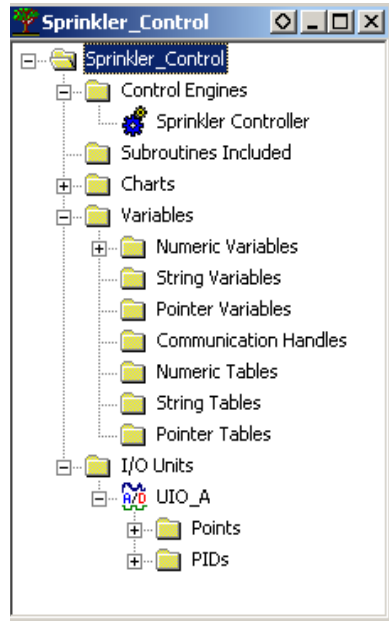 Sprinkler_Control
Sprinkler_Control
Control Engines
Sprinkler Controller
Subroutines Included
Charts
Variables
Numeric Variables
String Variables
Pointer Variables
Communication Handles
Numeric Tables
String Tables
Pointer Tables
I/O Units
A/D UIO_A
Points
PIDs